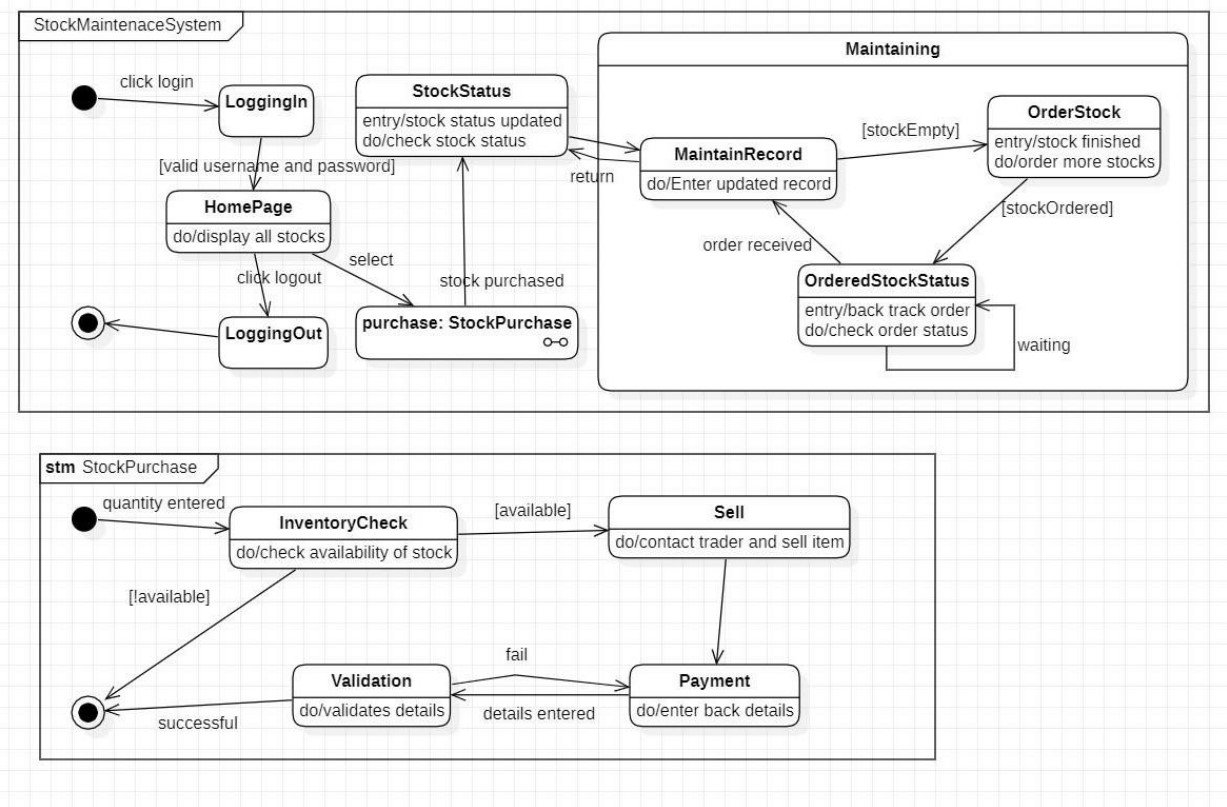 StockMaintenaceSystem
click login
LoggingIn
[valid username and password]
HomePage
do/display all stocks
click logout
select
LoggingOut
StockStatus
entry/stock status updated
do/check stock status
return
stock purchased
purchase: StockPurchase
Maintaining
MaintainRecord
do/Enter updated record
[stockEmpty]
OrderStock
entry/stock finished
do/order more stocks
[stockOrdered]
order received
OrderedStockStatus
entry/back track order
do/check order status
waiting
stm StockPurchase
quantity entered
InventoryCheck
do/check availability of stock
[available]
Sell
do/contact trader and sell item
[!available]
Validation
do/validates details
fail
details entered
Payment
do/enter back details
successful